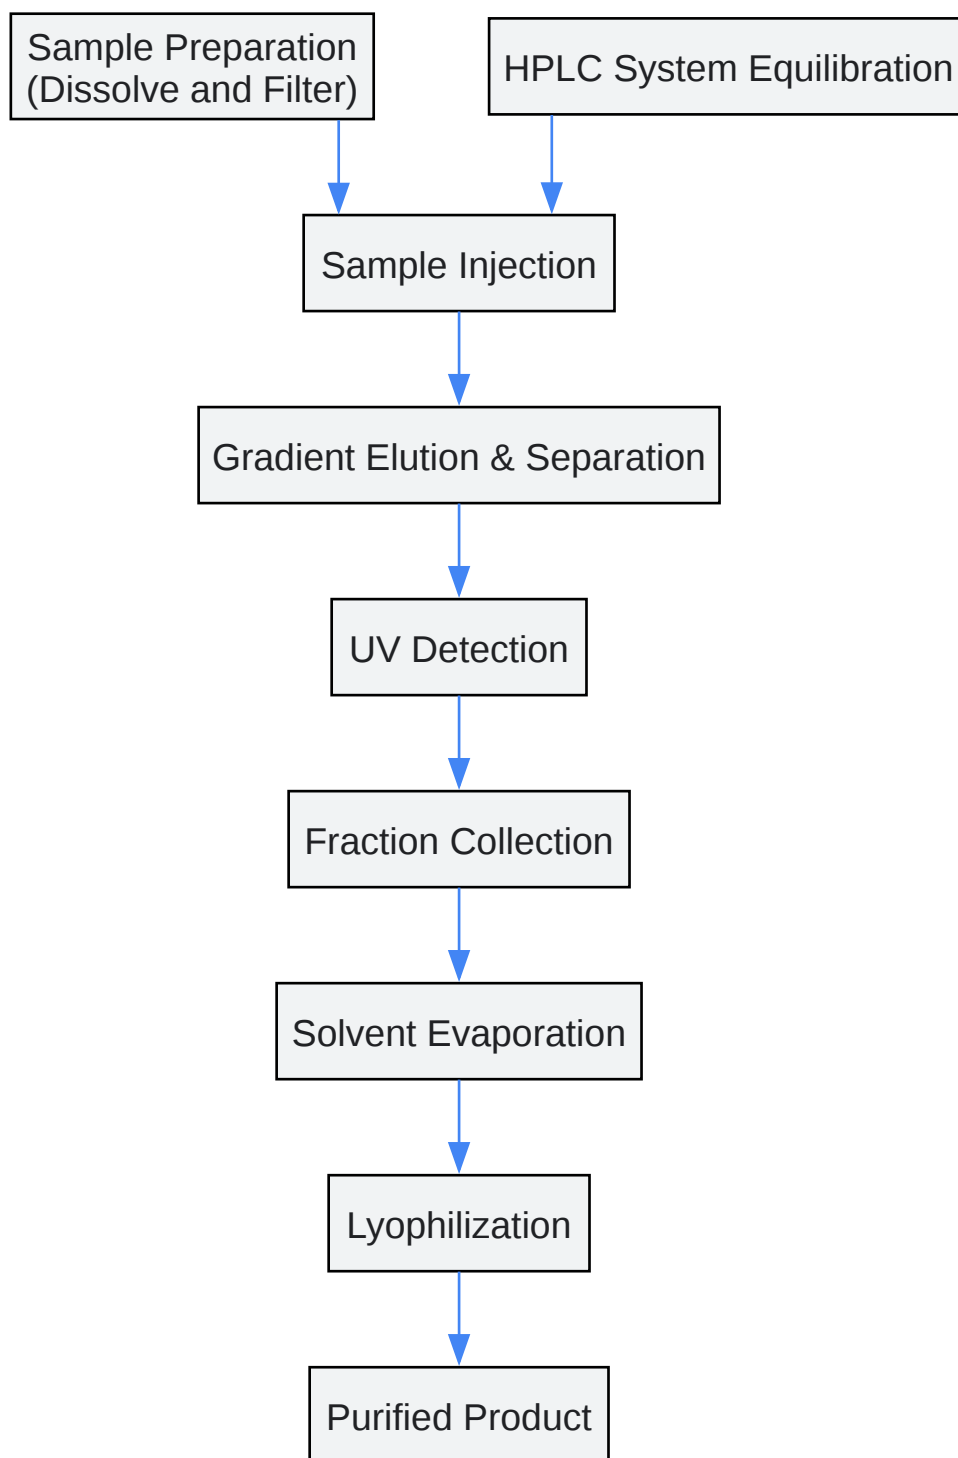 Sample Preparation
(Dissolve and Filter)
HPLC System Equilibration
Sample Injection
Gradient Elution & Separation
UV Detection
Fraction Collection
Solvent Evaporation
Lyophilization
Purified Product